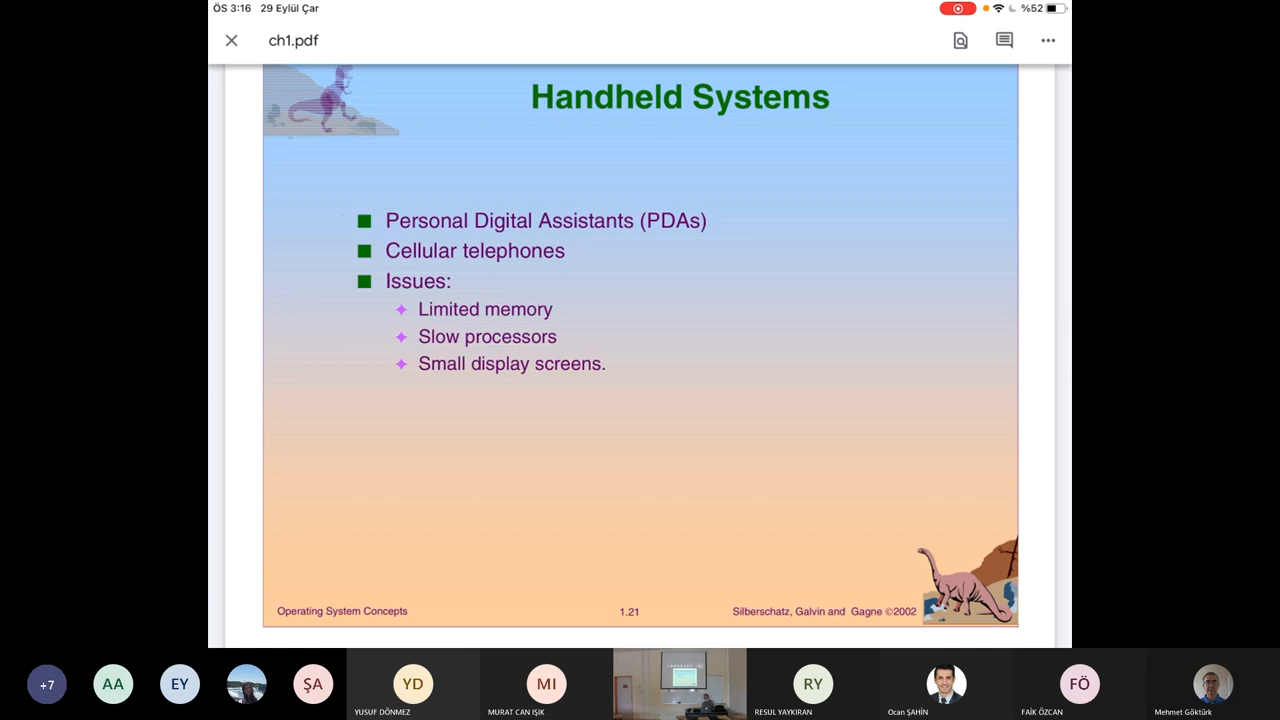 ÖS 3:16 29 Eylül Çar
%52
ch1.pdf
Handheld Systems
Personal Digital Assistants (PDAs)
Cellular telephones
Issues:
Limited memory
Slow processors
Small display screens.
Operating System Concepts
1.21
Silberschatz, Galvin and Gagne ©2002
+7
AA
EY
ŞA
YD
MI
RY
FÖ
YUSUF DÖNMEZ
MURAT CAN IŞIK
RESUL YAYKIRAN
Ocan ŞAHİN
FAİK ÖZCAN
Mehmet Göktürk